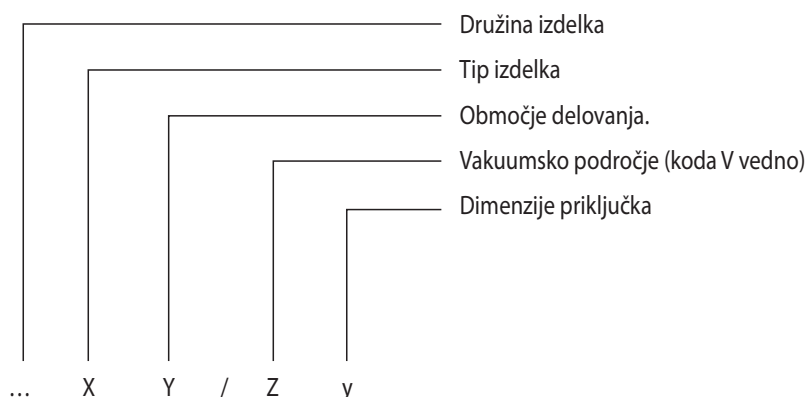 Družina izdelka
Tip izdelka
Območje delovanja.
Vakuumsko področje (koda V vedno)
Dimenzije priključka
... X Y / Z y